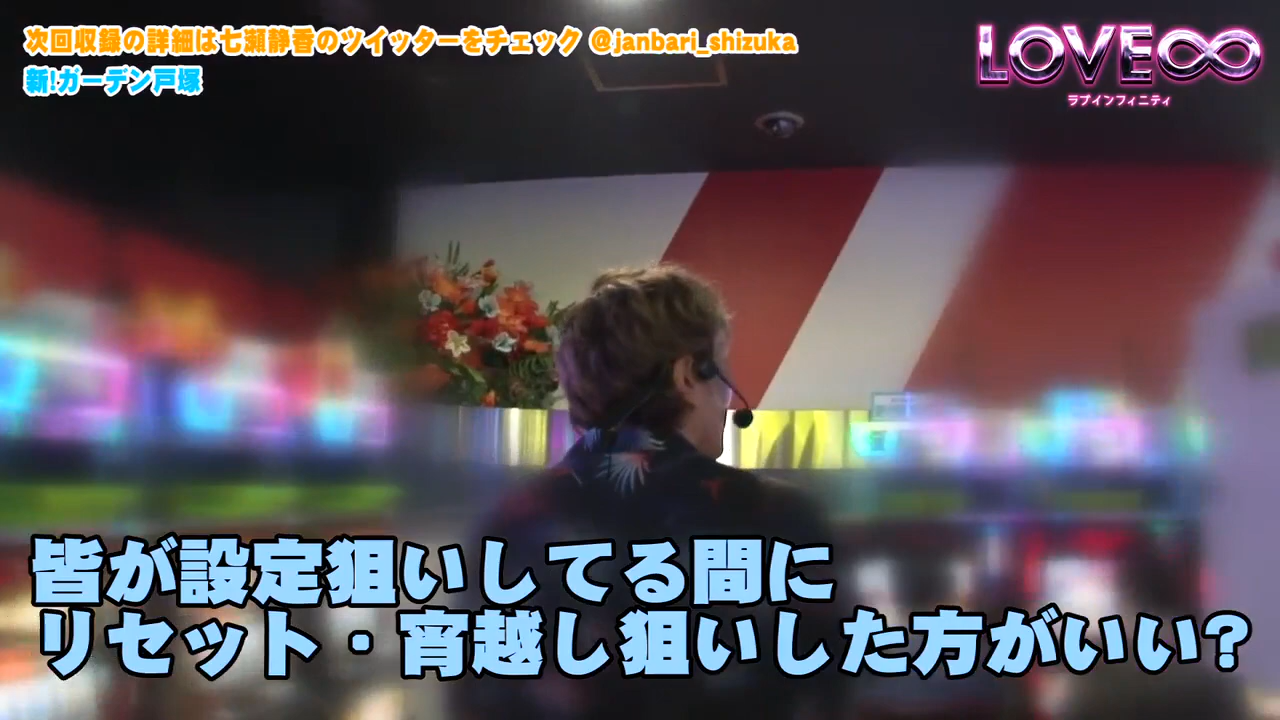 次回収録の詳細は七瀬静香のツイッターをチェック @janbari_shizuka
新!ガーデン戸塚
LOVE∞
ラブインフィニティ
皆が設定狙いしてる間に
リセット・宵越し狙いした方がいい?